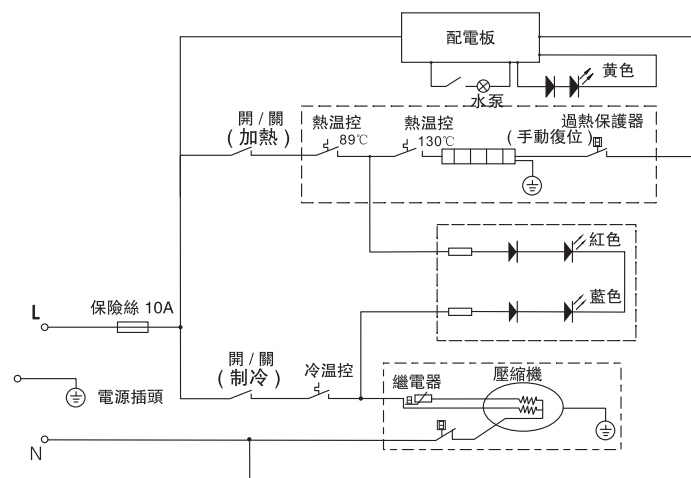 配電板
黄色
水泵
開 / 關
( 加熱 )
熱温控
89℃
熱温控
130℃
過熱保護器
( 手動復位 )
紅色
藍色
L
保險絲 10A
電源插頭
開 / 關
( 制冷 )
冷温控
繼電器
壓縮機
N